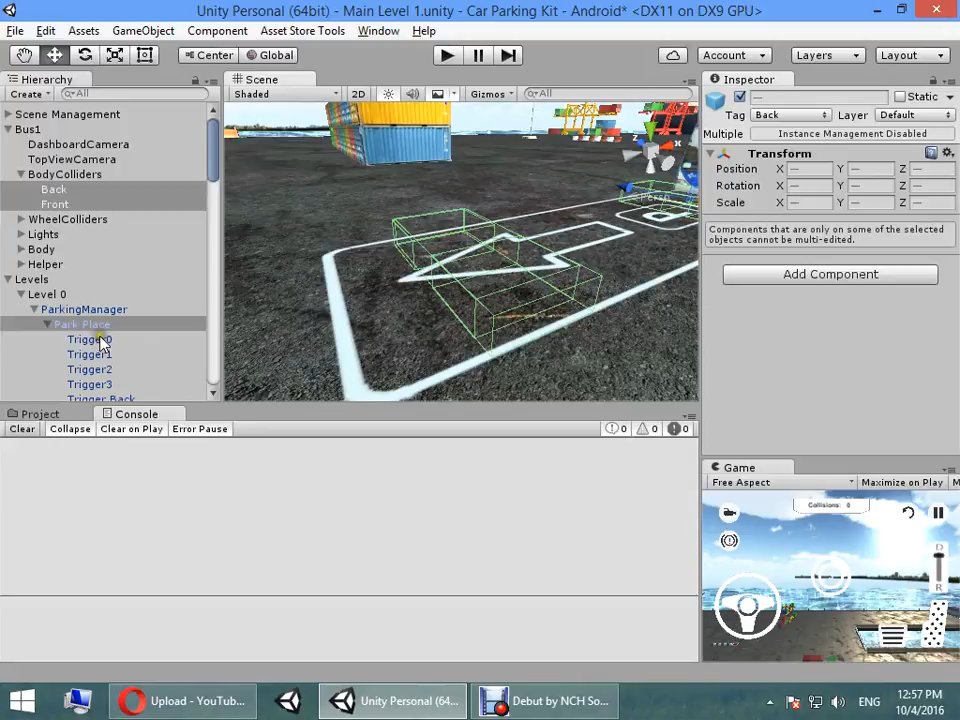 Unity Personal (64bit) - Main Level 1.unity - Car Parking Kit - Android* <DX11 on DX9 GPU>
File Edit Assets GameObject Component Asset Store Tools Window Help
Center Global Account Layers Layout
Hierarchy
Create All
Scene Management
Bus1
DashboardCamera
TopViewCamera
BodyColliders
Back
Front
WheelColliders
Lights
Body
Helper
Levels
Level 0
ParkingManager
Park Place
Trigger0
Trigger1
Trigger2
Trigger3
Trigger Back
Scene
Shaded 2D Gizmos All
x
z
Persp
Inspector
— Static
Tag Back Layer Default
Multiple Instance Management Disabled
Transform
Position X — Y — Z —
Rotation X — Y — Z —
Scale X — Y — Z —
Components that are only on some of the selected
objects cannot be multi-edited.
Add Component
Project Console
Clear Collapse Clear on Play Error Pause 0 0 0
Game
Free Aspect Maximize on Play M
Collisions: 0
D
R
Upload - YouTub... Unity Personal (64... Debut by NCH So...
ENG
12:57 PM
10/4/2016